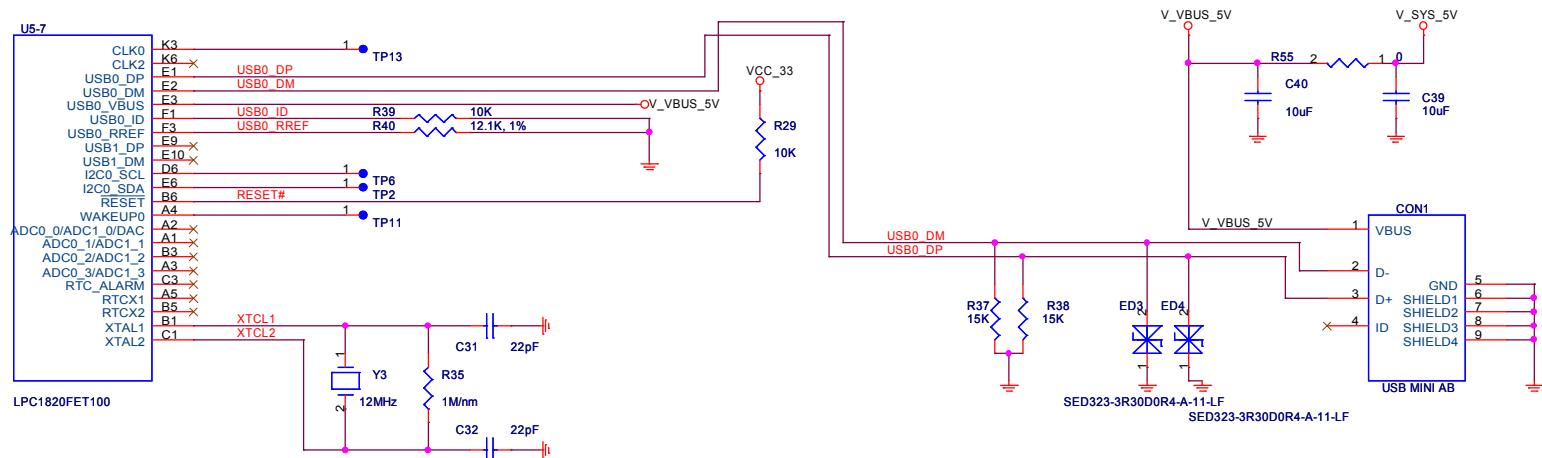 U5-7
CLK0 K3 1 TP13
CLK2 K6
USB0_DP E1 USB0_DP
USB0_DM E2 USB0_DM
USB0_VBUS E3 V_VBUS_5V
USB0_ID F1 USB0_ID R39 10K
USB0_RREF F3 USB0_RREF R40 12.1K, 1%
USB1_DP E9
USB1_DM E10
I2C0_SCL D6 1 TP6
I2C0_SDA E6 1 TP2
RESET B6 RESET#
WAKEUP0 A4 1 TP11
ADC0_0/ADC1_0/DAC A2
ADC0_1/ADC1_1 A1
ADC0_2/ADC1_2 B3
ADC0_3/ADC1_3 A3
RTC_ALARM C3
RTCX1 A5
RTCX2 B5
XTAL1 B1 XTCL1
XTAL2 C1 XTCL2
LPC1820FET100
VCC_33
R29
10K
C31 22pF
1
Y3
12MHz
2
R35
1M/nm
C32 22pF
V_VBUS_5V
V_SYS_5V
R55 2 1 0
C40
10uF
C39
10uF
USB0_DM
USB0_DP
R37
15K
R38
15K
ED3
2
1
ED4
2
1
SED323-3R30D0R4-A-11-LF
SED323-3R30D0R4-A-11-LF
CON1
V_VBUS_5V 1 VBUS
2 D-
3 D+
4 ID
GND 5
SHIELD1 6
SHIELD2 7
SHIELD3 8
SHIELD4 9
USB MINI AB